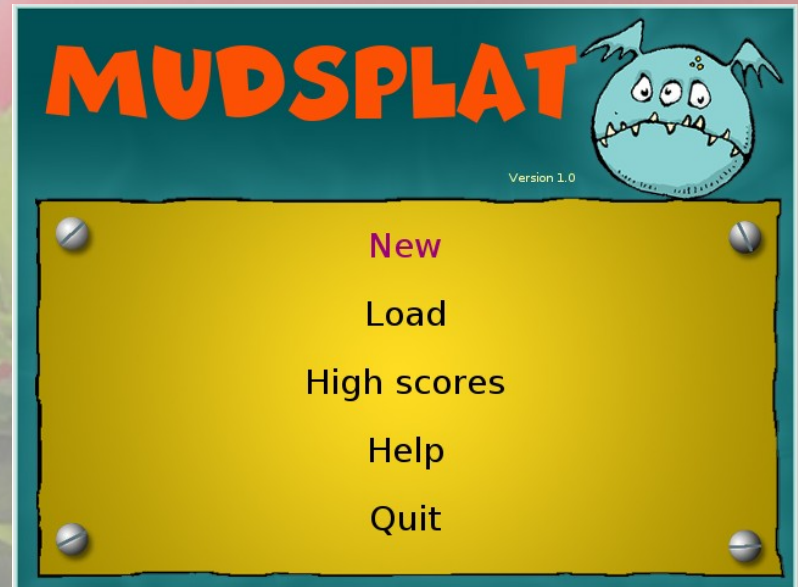 MUDSPLAT
Version 1.0
New
Load
High scores
Help
Quit